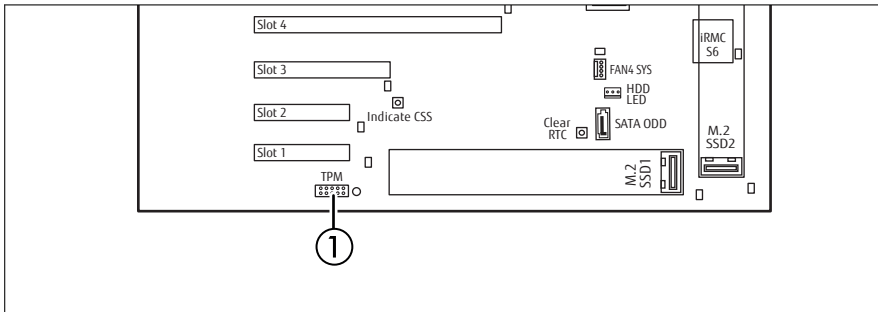 Slot 4
iRMC
S6
Slot 3
FAN4 SYS
HDD
LED
Slot 2
Indicate CSS
Clear
RTC
SATA ODD
M.2
SSD2
Slot 1
M.2
SSD1
TPM
1